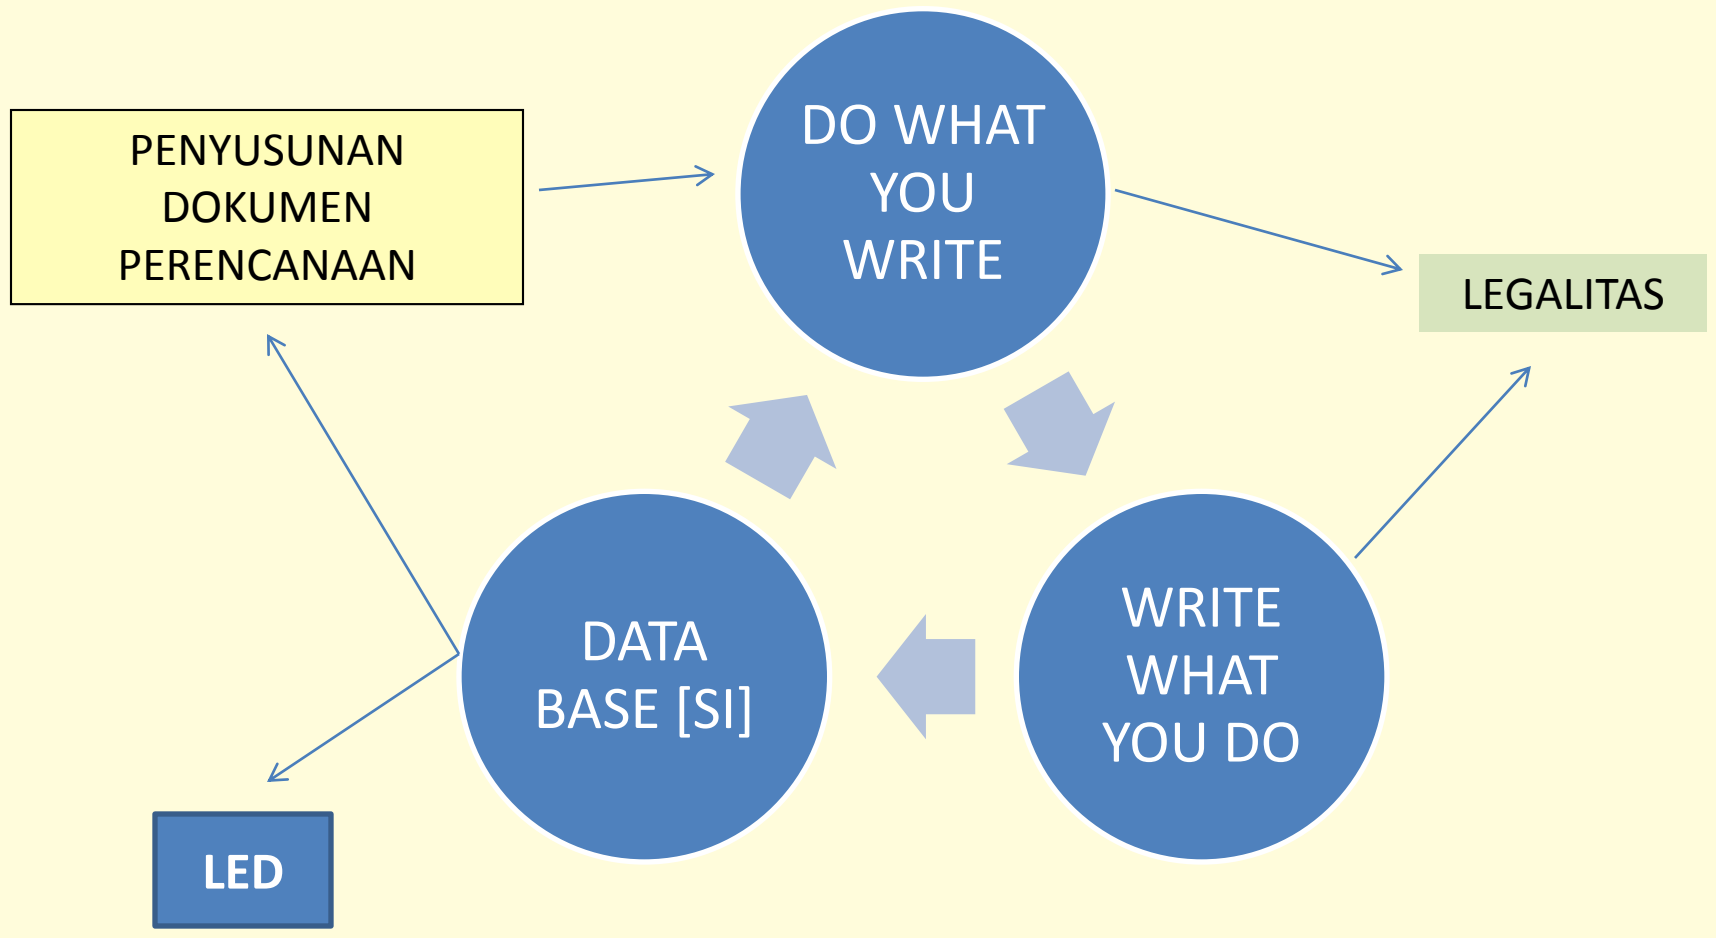 PENYUSUNAN
DOKUMEN
PERENCANAAN
DO WHAT
YOU
WRITE
LEGALITAS
WRITE
WHAT
YOU DO
DATA
BASE [SI]
LED